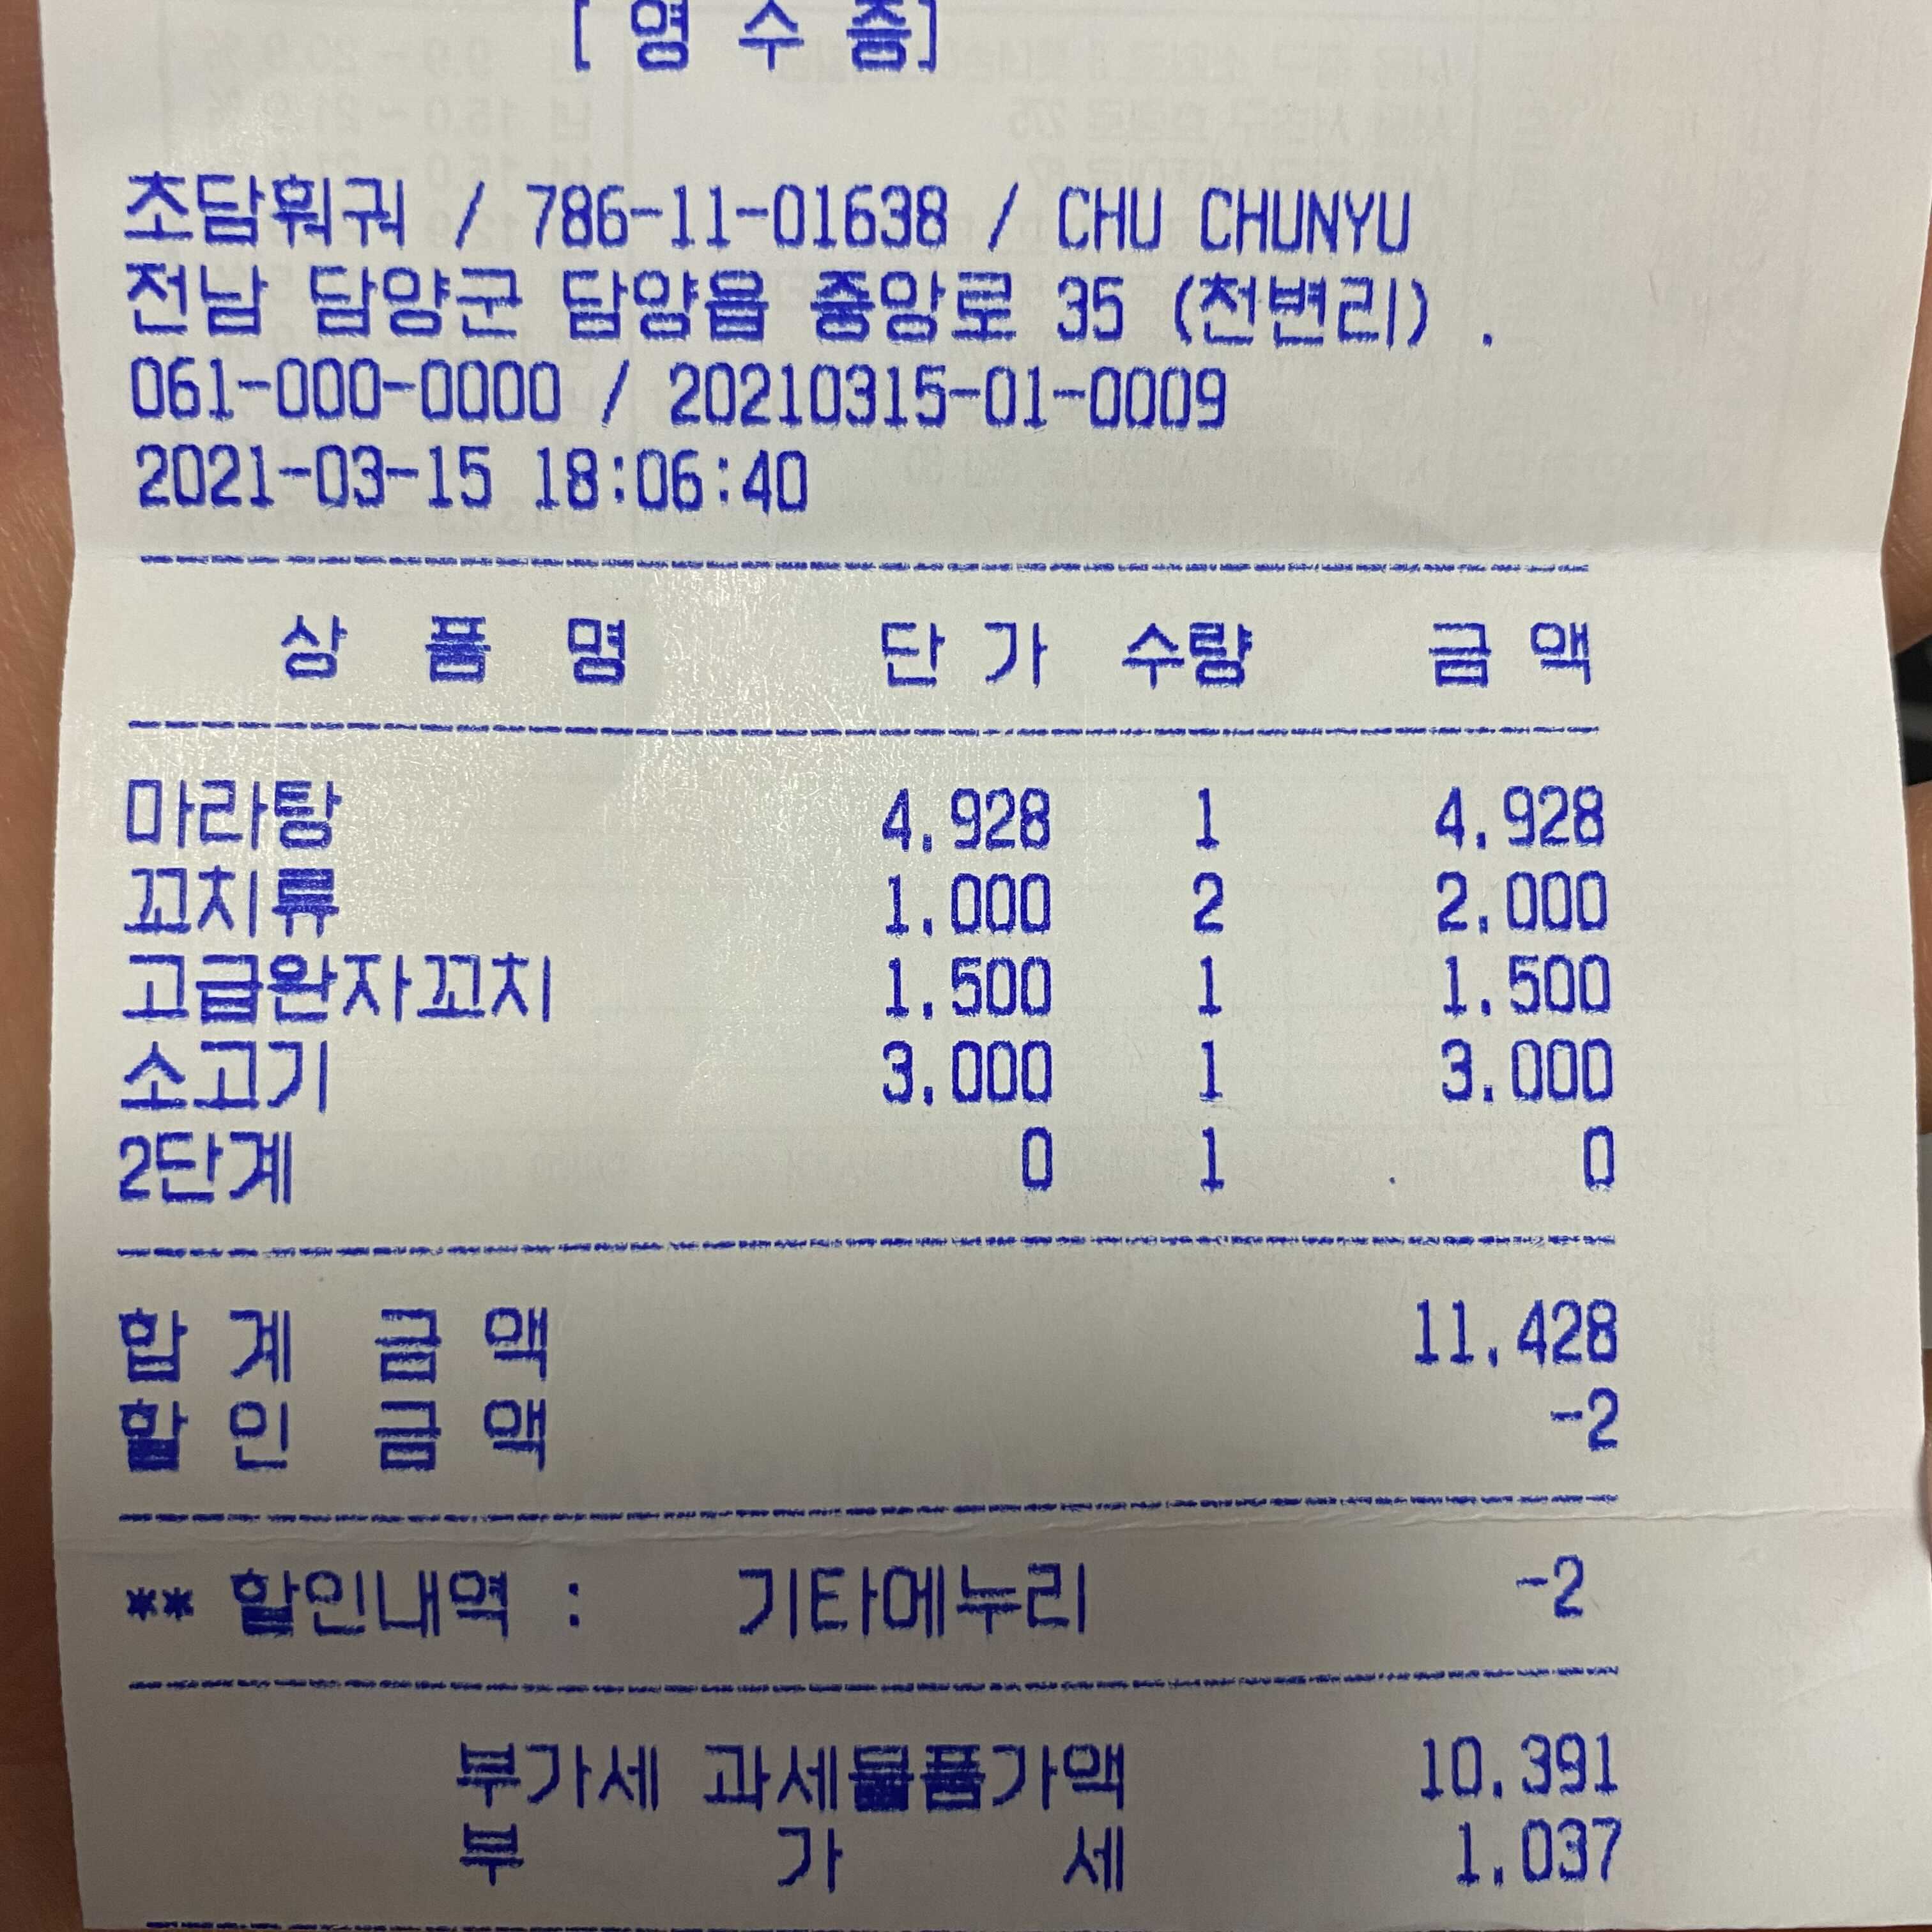 [ 영 수 증]
초담훠궈 / 786-11-01638 / CHU CHUNYU
전남 담양군 담양읍 중앙로 35 (천변리) .
061-000-0000 / 20210315-01-0009
2021-03-15 18:06:40
상 품 명 단 가 수량 금 액
마라탕 4.928 1 4.928
꼬치류 1.000 2 2.000
고급완자꼬치 1.500 1 1.500
소고기 3.000 1 3.000
2단계 0 1 0
합 계 금 액 11.428
할 인 금 액 -2
** 할인내역 : 기타에누리 -2
부가세 과세물품가액 10.391
부 가 세 1.037